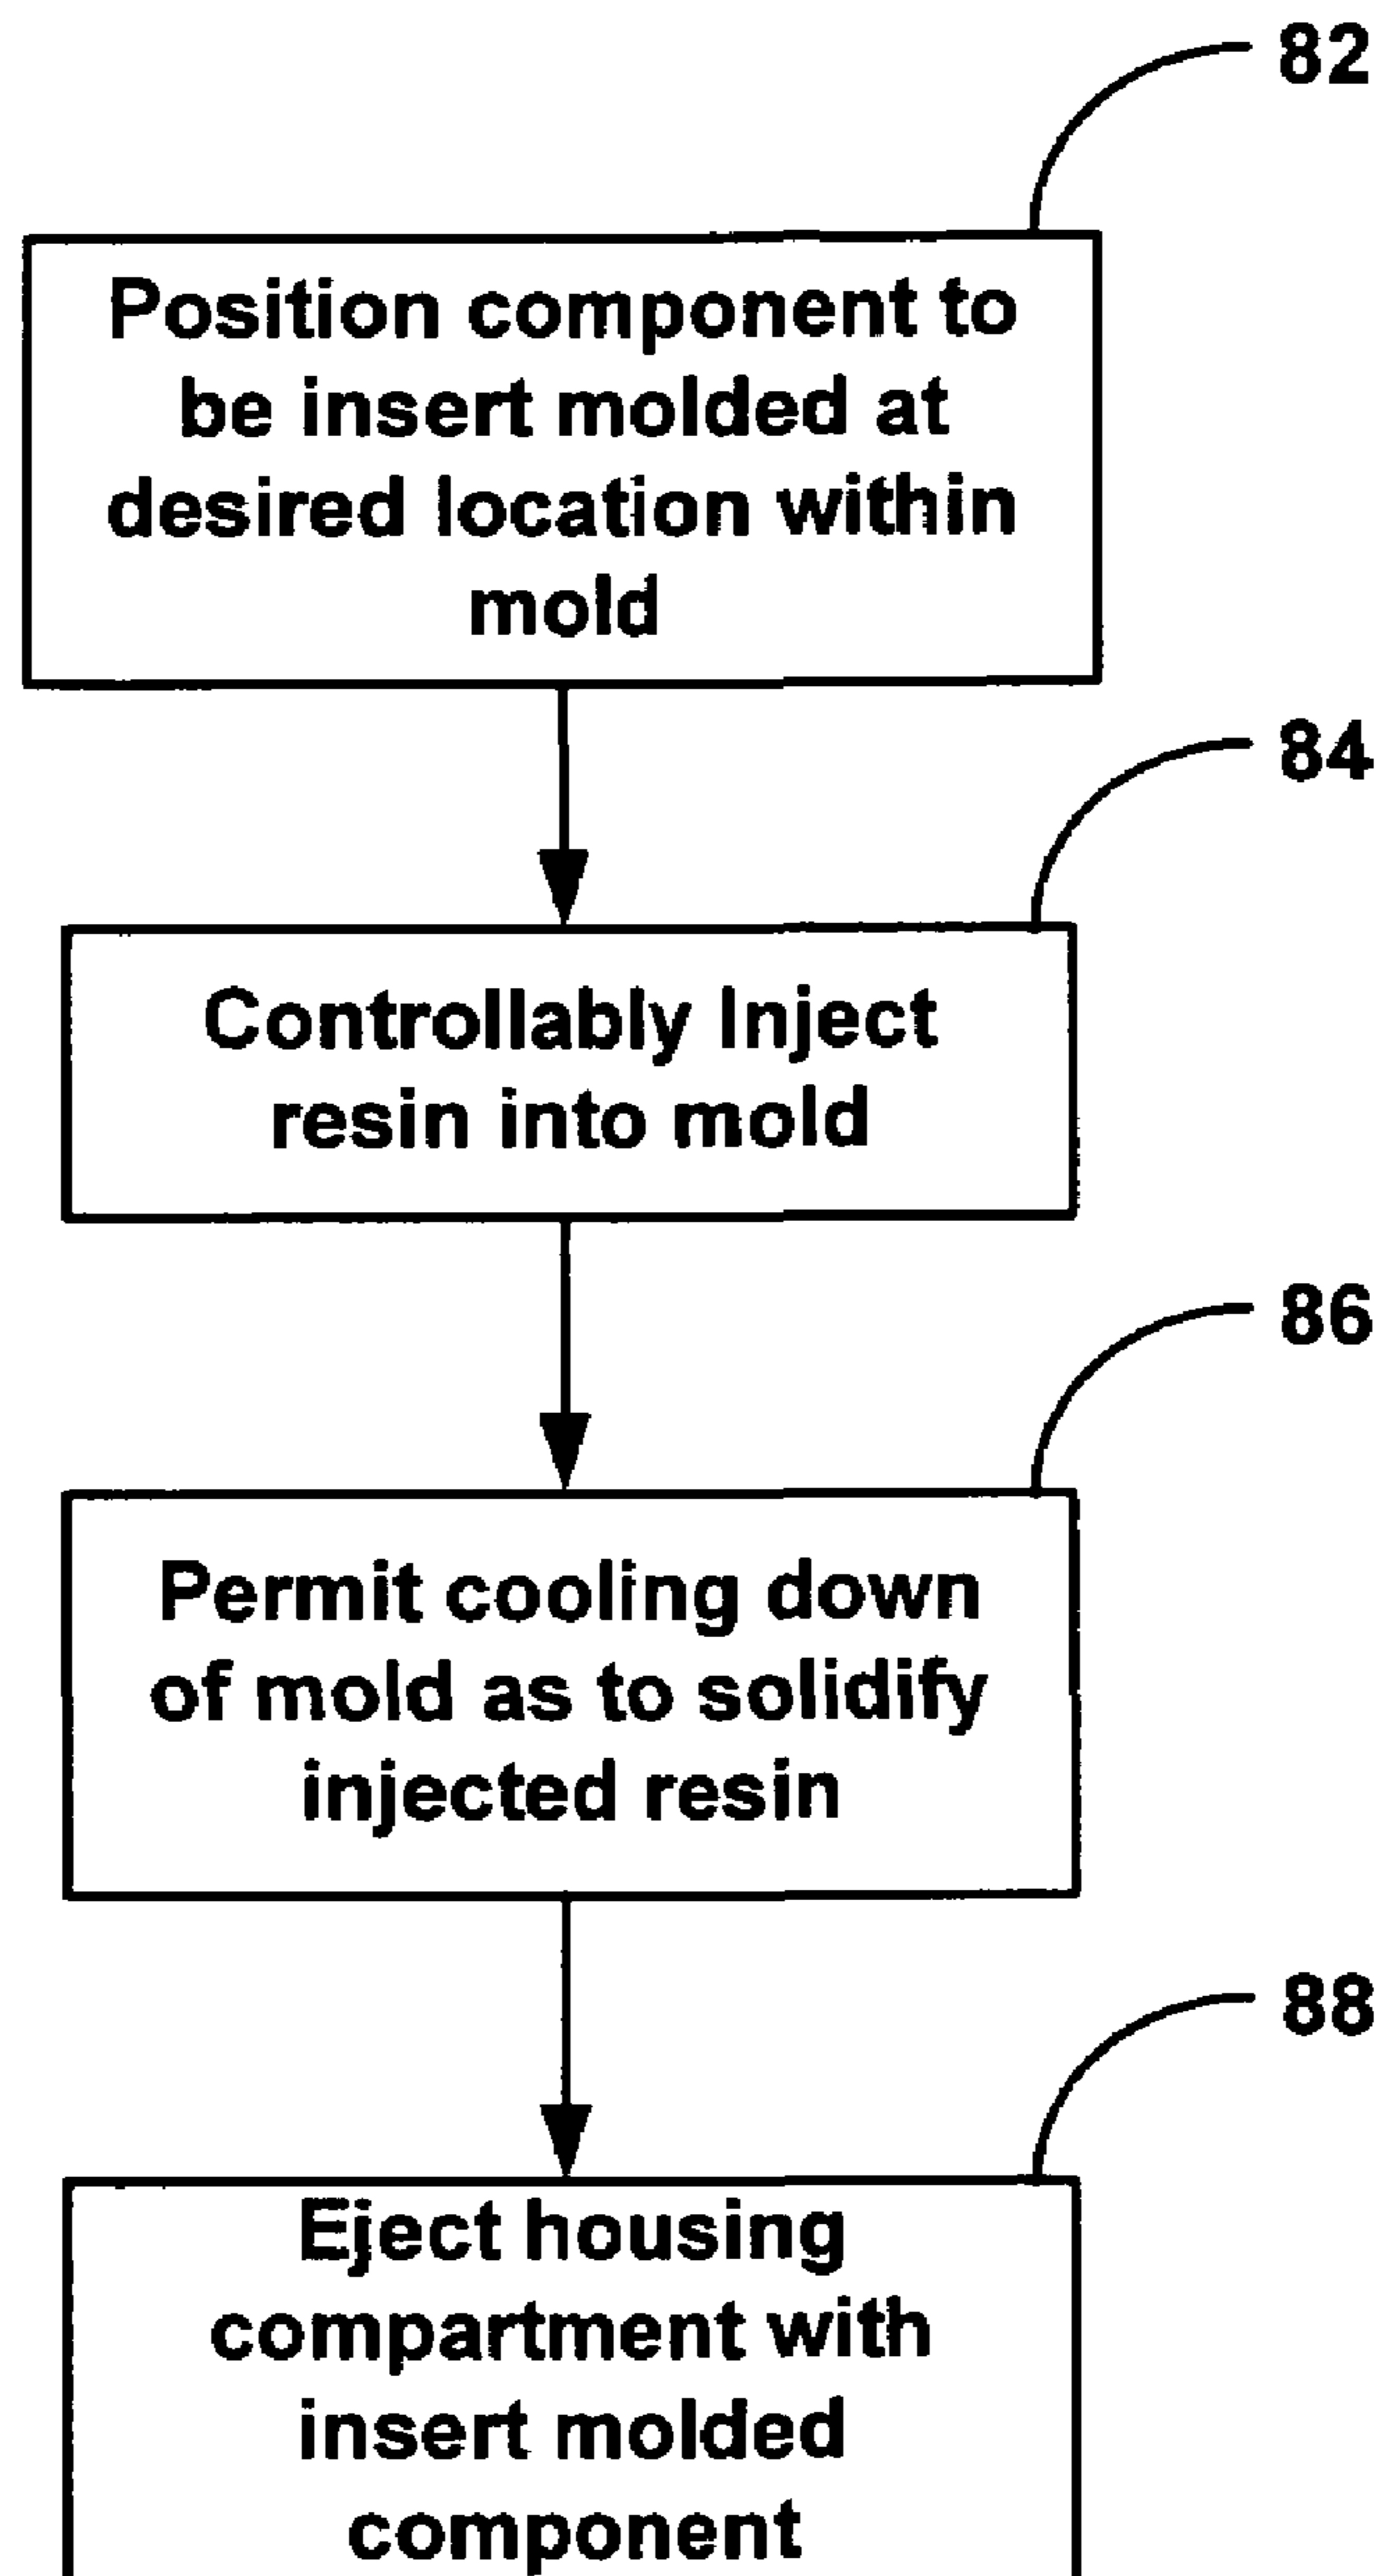 82
Position component to
be insert molded at
desired location within
mold
84
Controllably Inject
resin into mold
86
Permit cooling down
of mold as to solidify
injected resin
88
Eject housing
compartment with
insert molded
component